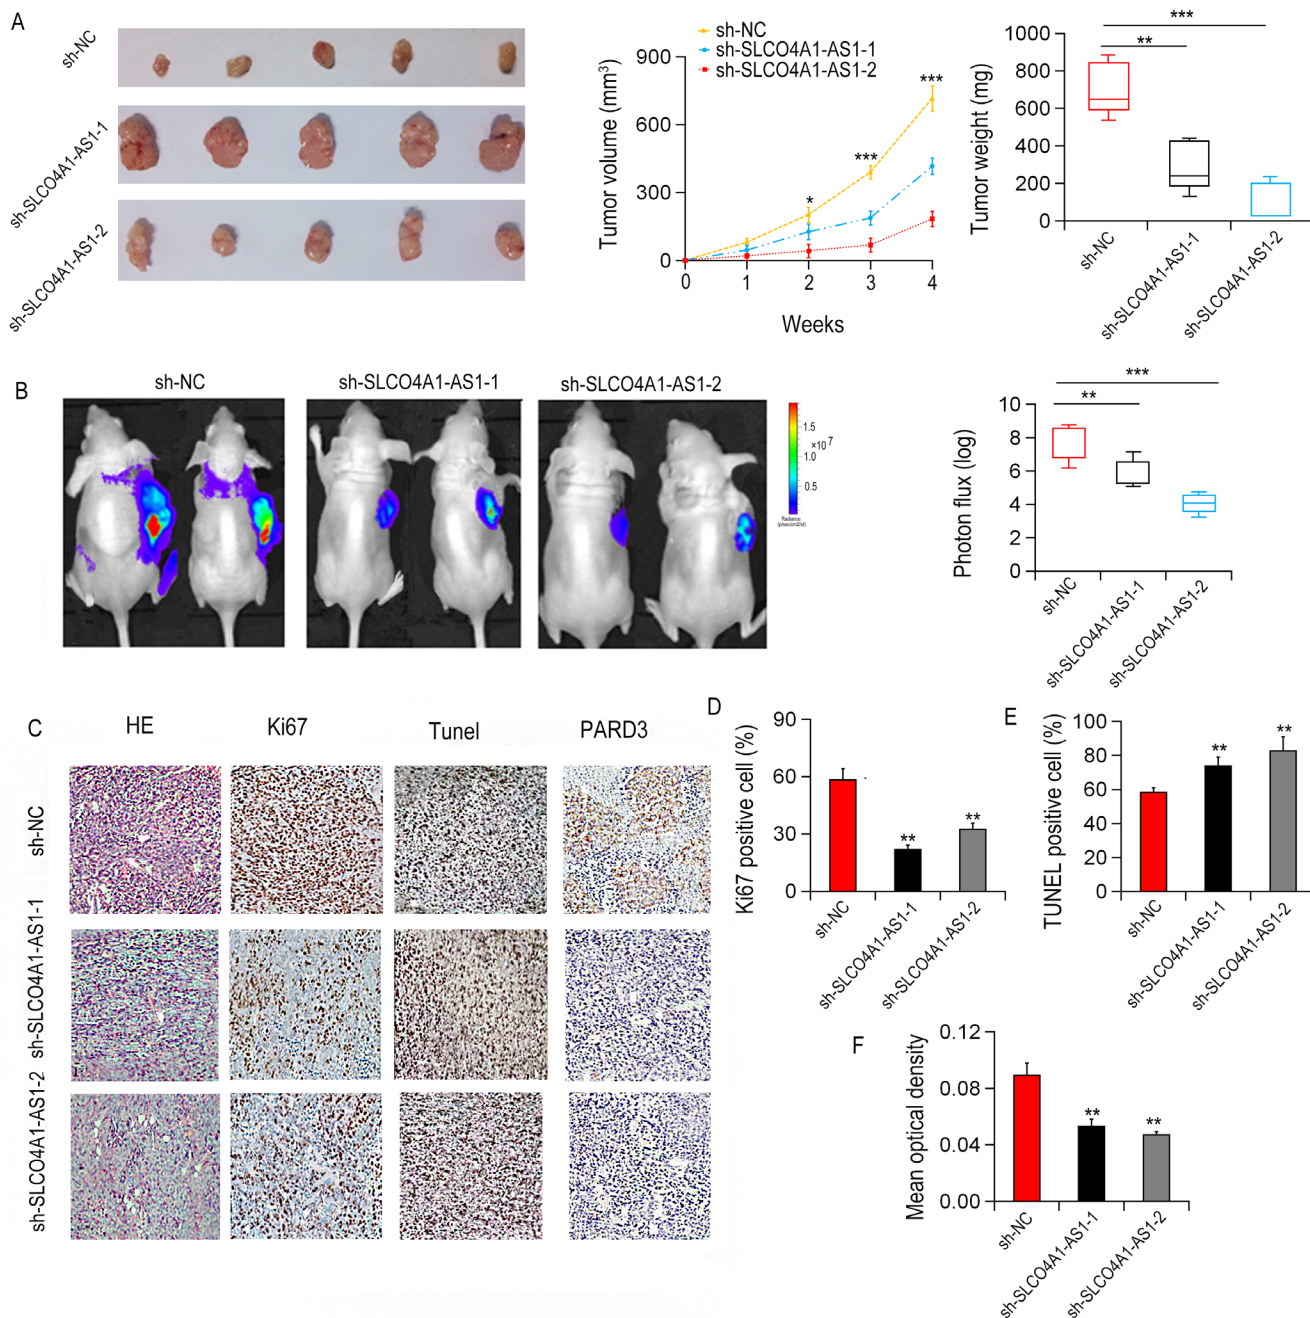 A
sh-NC
sh-SLCO4A1-AS1-1
sh-SLCO4A1-AS1-2
sh-NC
sh-SLCO4A1-AS1-1
sh-SLCO4A1-AS1-2
Tumor volume (mm3)
900
600
300
0
*
***
***
0 1 2 3 4
Weeks
Tumor weight (mg)
1000
800
600
400
200
0
***
**
sh-NC
sh-SLCO4A1-AS1-1
sh-SLCO4A1-AS1-2
B
sh-NC
sh-SLCO4A1-AS1-1
sh-SLCO4A1-AS1-2
1.5
×10 7
1.0
0.5
Radiance
(p/sec/cm2/sr)
Photon flux (log)
10
8
6
4
2
0
***
**
sh-NC
sh-SLCO4A1-AS1-1
sh-SLCO4A1-AS1-2
C
HE
Ki67
Tunel
PARD3
sh-NC
sh-SLCO4A1-AS1-1
sh-SLCO4A1-AS1-2
D
Ki67 positive cell (%)
90
60
30
0
**
**
sh-NC
sh-SLCO4A1-AS1-1
sh-SLCO4A1-AS1-2
E
TUNEL positive cell (%)
100
80
60
40
20
0
**
**
sh-NC
sh-SLCO4A1-AS1-1
sh-SLCO4A1-AS1-2
F
Mean optical density
0.12
0.08
0.04
0.00
**
**
sh-NC
sh-SLCO4A1-AS1-1
sh-SLCO4A1-AS1-2